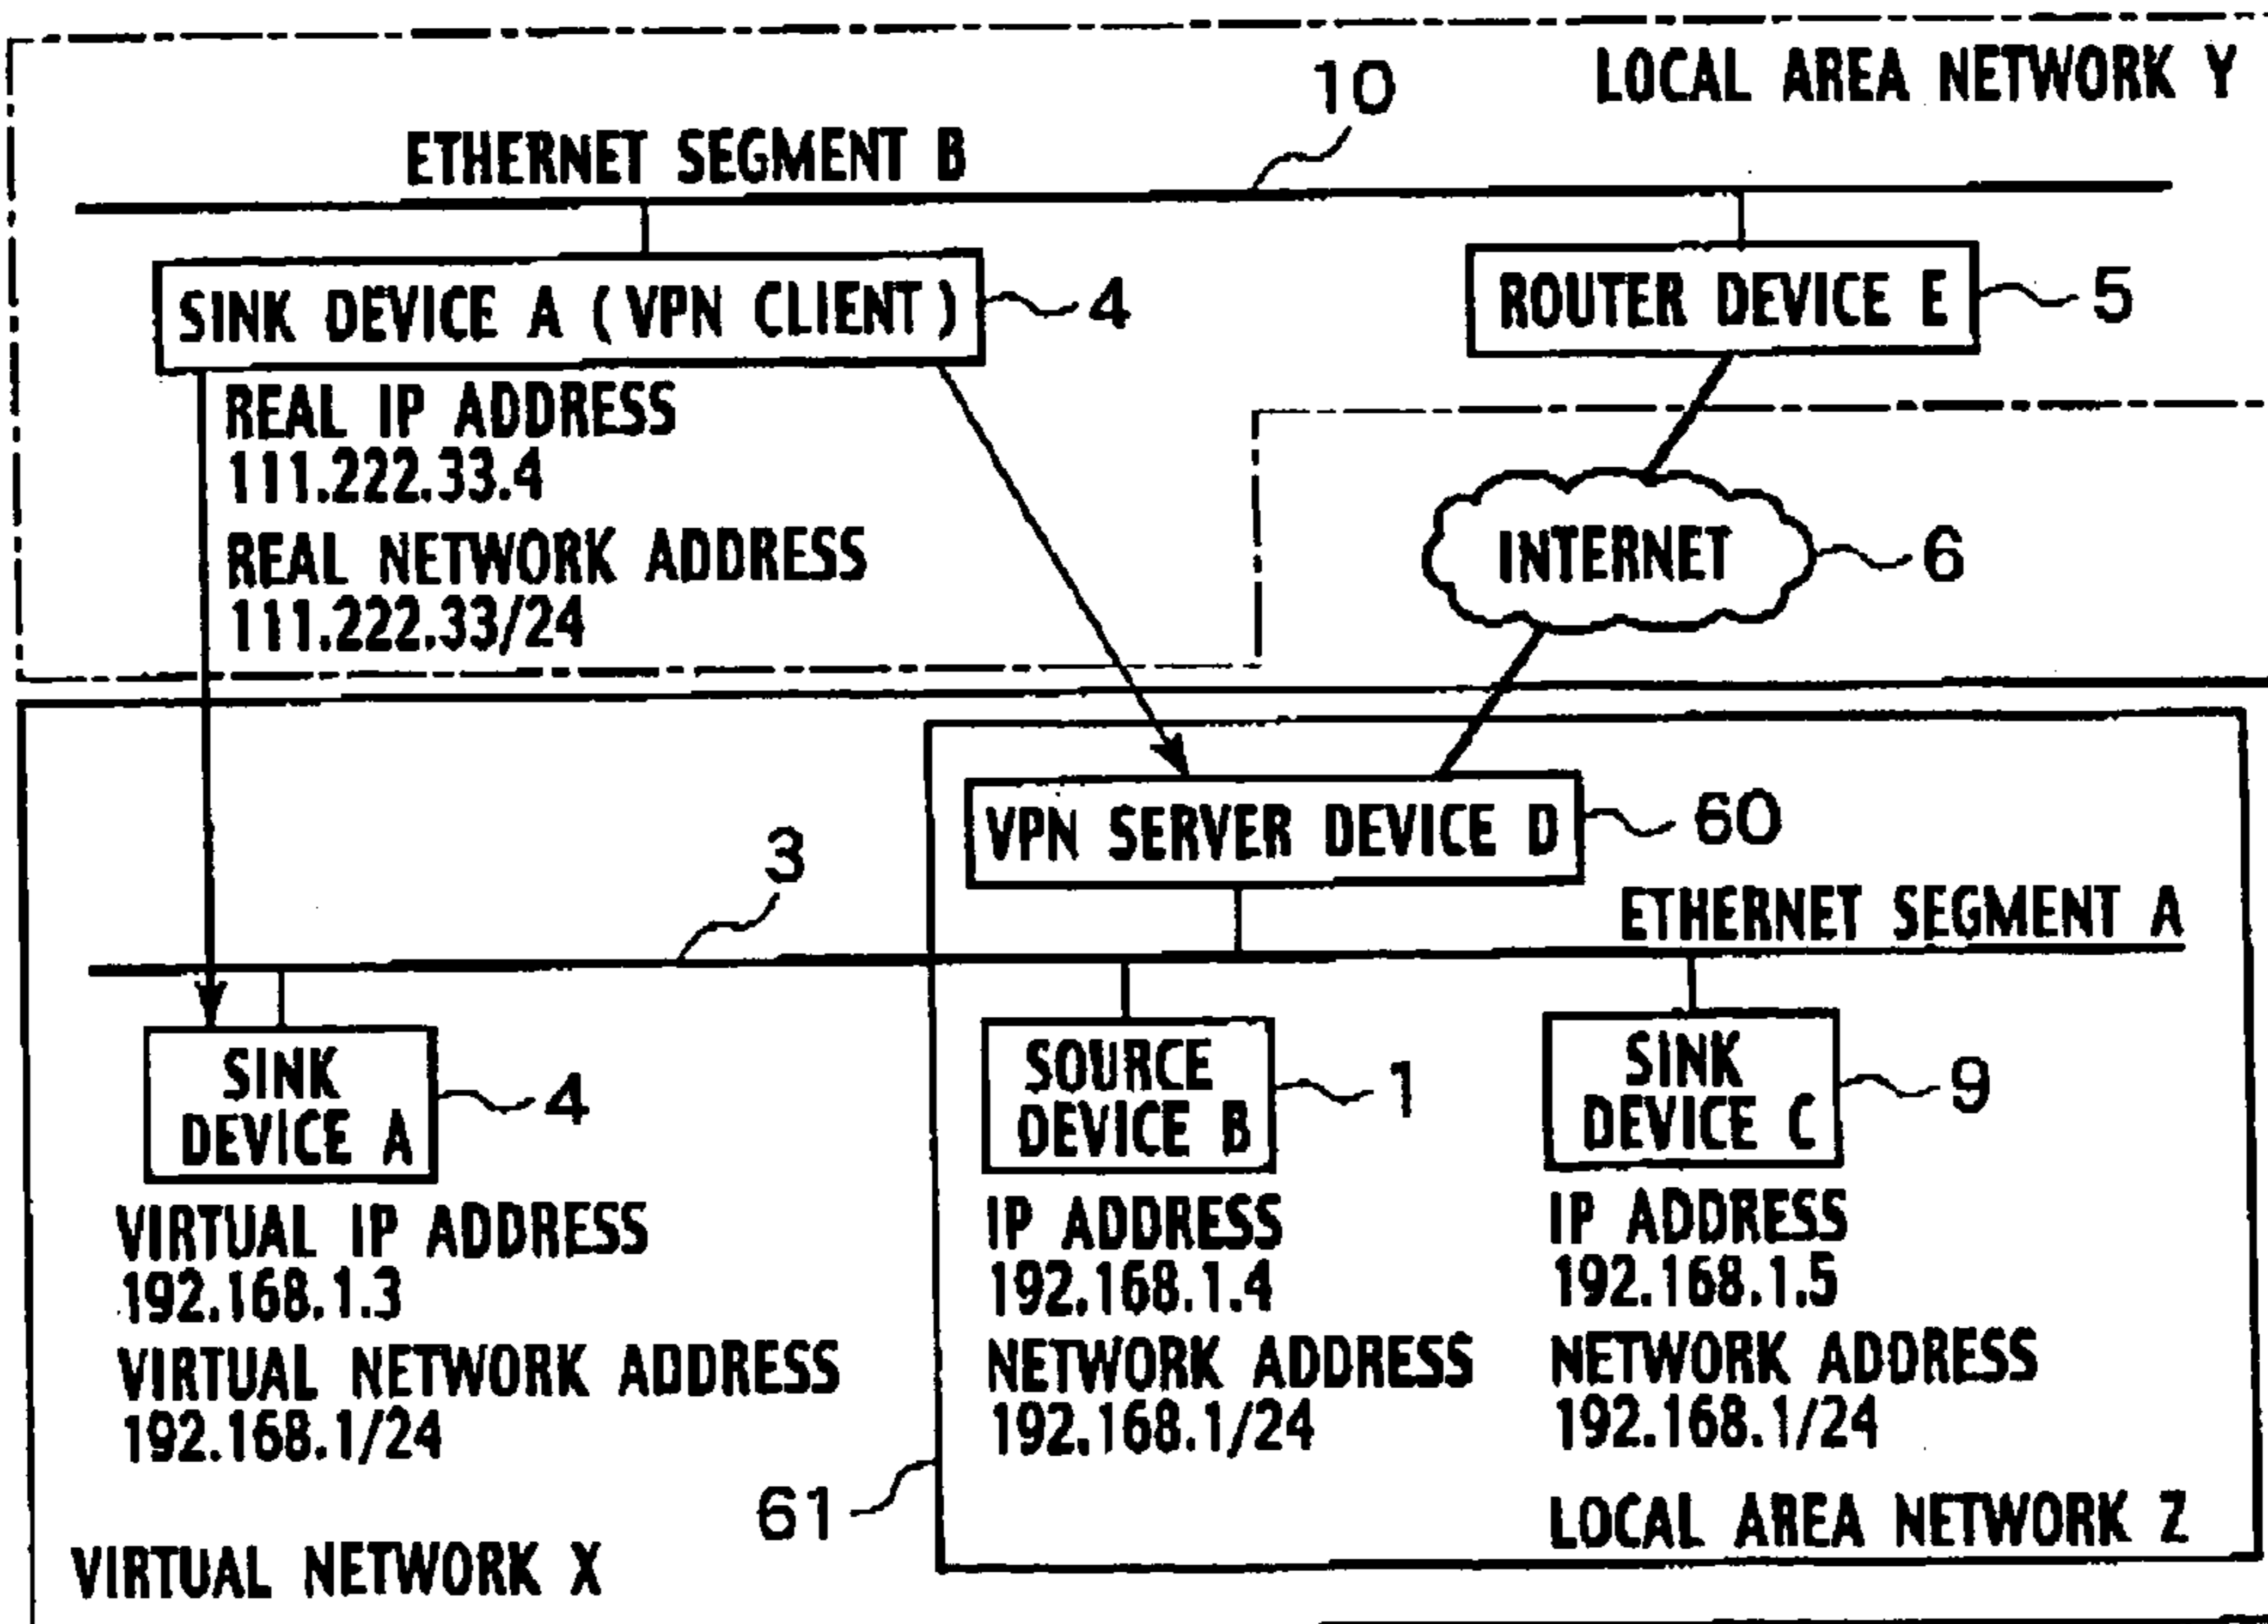 LOCAL AREA NETWORK Y
10
ETHERNET SEGMENT B
SINK DEVICE A (VPN CLIENT)
4
ROUTER DEVICE E
5
REAL IP ADDRESS
111.222.33.4
REAL NETWORK ADDRESS
111.222.33/24
INTERNET
6
VPN SERVER DEVICE D
60
3
ETHERNET SEGMENT A
SINK
DEVICE A
4
SOURCE
DEVICE B
1
SINK
DEVICE C
9
VIRTUAL IP ADDRESS
192.168.1.3
VIRTUAL NETWORK ADDRESS
192.168.1/24
IP ADDRESS
192.168.1.4
NETWORK ADDRESS
192.168.1/24
IP ADDRESS
192.168.1.5
NETWORK ADDRESS
192.168.1/24
61
LOCAL AREA NETWORK Z
VIRTUAL NETWORK X